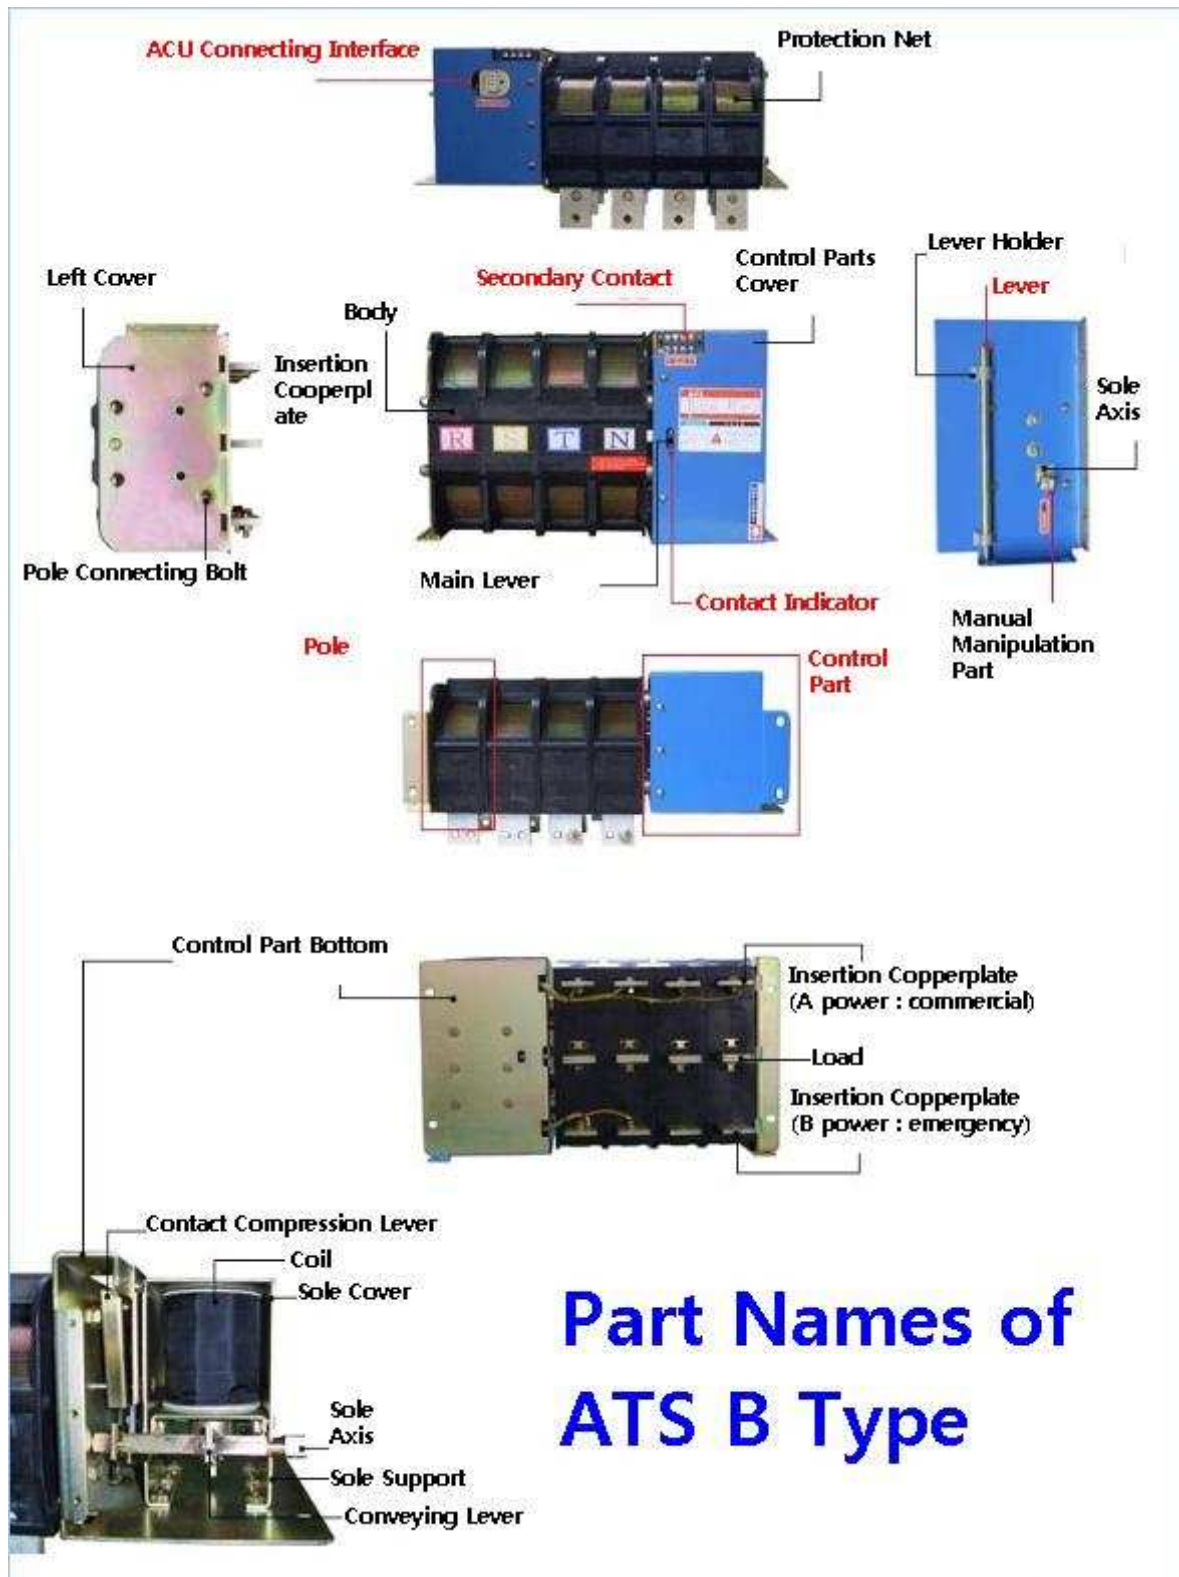 ACU Connecting Interface
Protection Net
Left Cover
Insertion
Cooperpl
ate
Pole Connecting Bolt
Body
Secondary Contact
Control Parts
Cover
R S T N
Main Lever
Contact Indicator
Lever Holder
Lever
Sole
Axis
Manual
Manipulation
Part
Pole
Control
Part
Control Part Bottom
Insertion Copperplate
(A power : commercial)
Load
Insertion Copperplate
(B power : emergency)
Contact Compression Lever
Coil
Sole Cover
Sole
Axis
Sole Support
Conveying Lever
Part Names of
ATS B Type